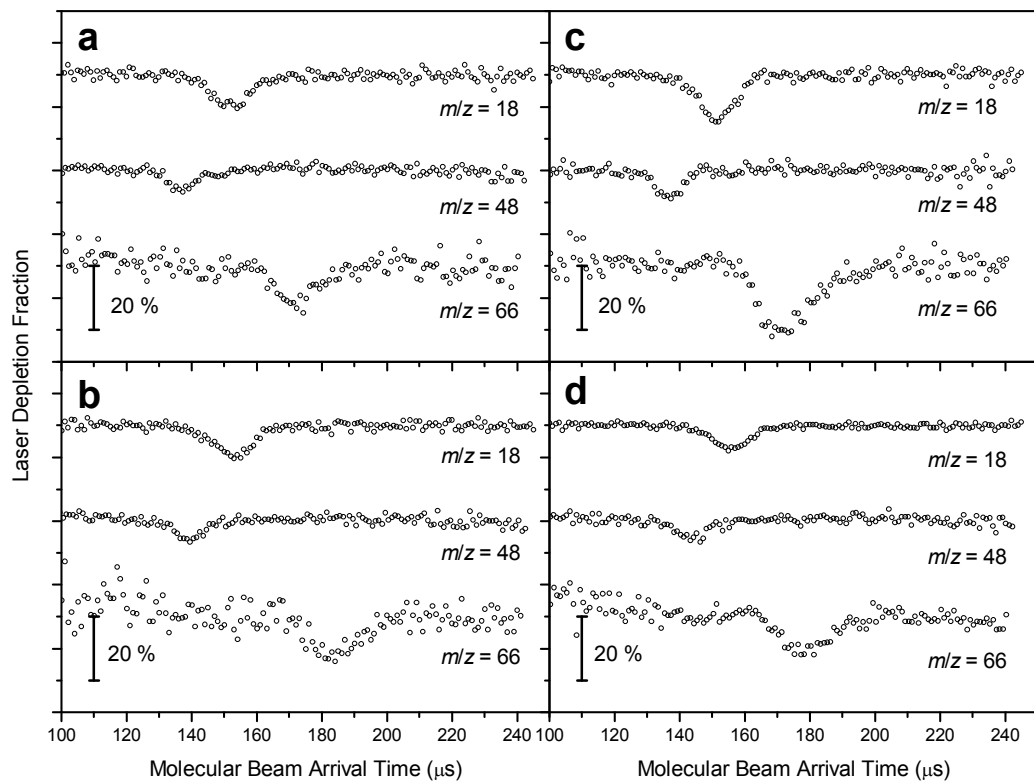 a
m/z = 18
m/z = 48
m/z = 66
20 %
c
m/z = 18
m/z = 48
m/z = 66
20 %
b
m/z = 18
m/z = 48
m/z = 66
20 %
d
m/z = 18
m/z = 48
m/z = 66
20 %
Laser Depletion Fraction
100 120 140 160 180 200 220 240
100 120 140 160 180 200 220 240
Molecular Beam Arrival Time (μs)
Molecular Beam Arrival Time (μs)